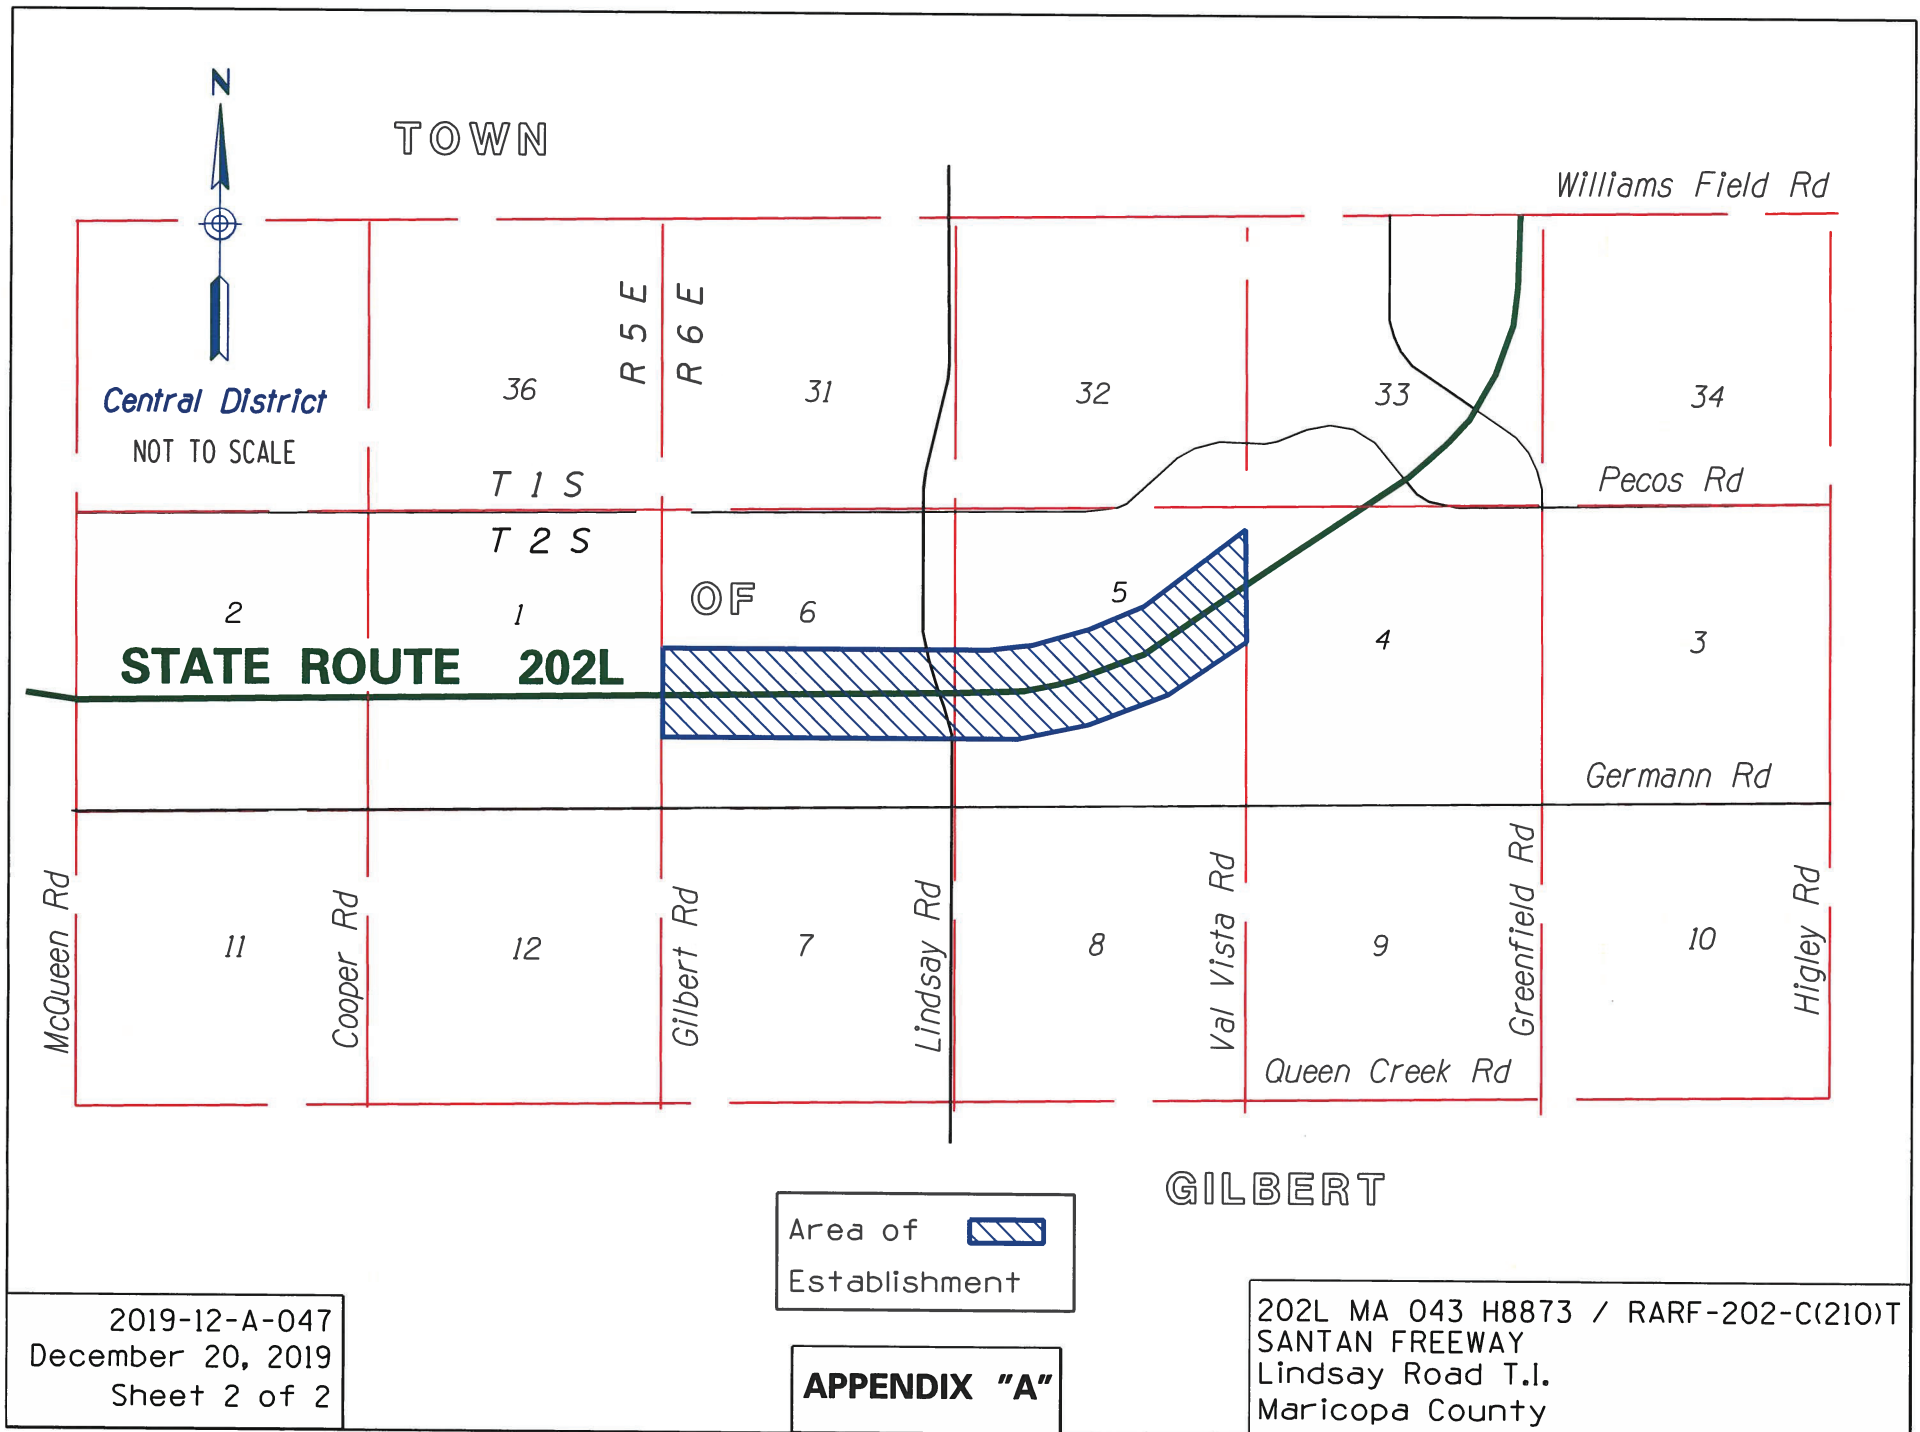 N
TOWN
Williams Field Rd
R 5 E
R 6 E
Central District
NOT TO SCALE
36
31
32
33
34
T 1 S
Pecos Rd
T 2 S
OF
2
1
6
5
4
3
STATE ROUTE 202L
Germann Rd
McQueen Rd
Cooper Rd
Gilbert Rd
Lindsay Rd
Val Vista Rd
Greenfield Rd
Higley Rd
11
12
7
8
9
10
Queen Creek Rd
GILBERT
Area of
Establishment
2019-12-A-047
December 20, 2019
Sheet 2 of 2
APPENDIX "A"
202L MA 043 H8873 / RARF-202-C(210)T
SANTAN FREEWAY
Lindsay Road T.I.
Maricopa County